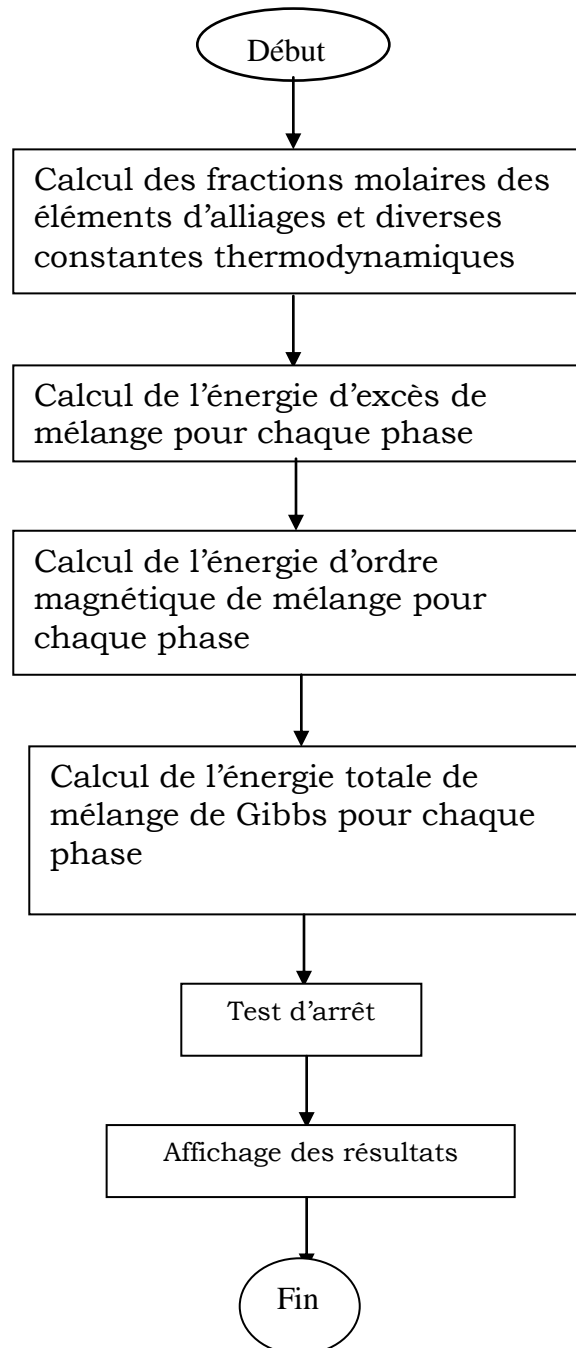 Début
Calcul des fractions molaires des
éléments d’alliages et diverses
constantes thermodynamiques
Calcul de l’énergie d’excès de
mélange pour chaque phase
Calcul de l’énergie d’ordre
magnétique de mélange pour
chaque phase
Calcul de l’énergie totale de
mélange de Gibbs pour chaque
phase
Test d’arrêt
Affichage des résultats
Fin